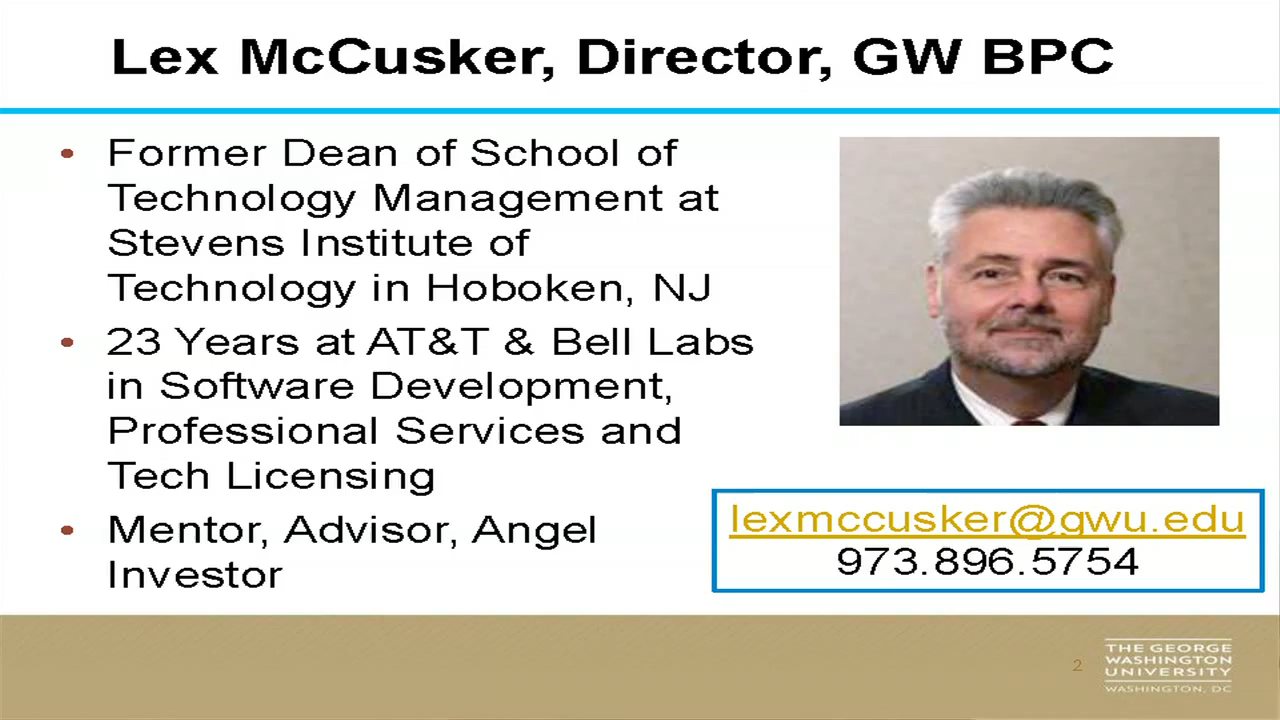 Lex McCusker, Director, GW BPC
• Former Dean of School of
Technology Management at
Stevens Institute of
Technology in Hoboken, NJ
• 23 Years at AT&T & Bell Labs
in Software Development,
Professional Services and
Tech Licensing
• Mentor, Advisor, Angel
Investor
lexmccusker@gwu.edu
973.896.5754
2
THE GEORGE
WASHINGTON
UNIVERSITY
WASHINGTON, DC